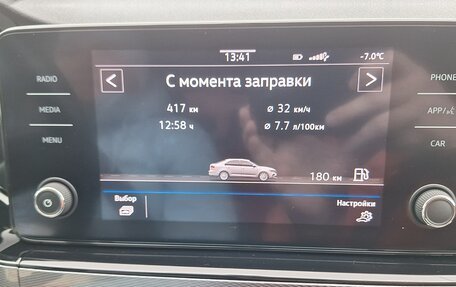 13:41 -7.0°C
С момента заправки
RADIO
PHONE
417 км ⌀ 32 км/ч
MEDIA
APP/
12:58 ч ⌀ 7.7 л/100км
MENU
CAR
180 км
Выбор
Настройки